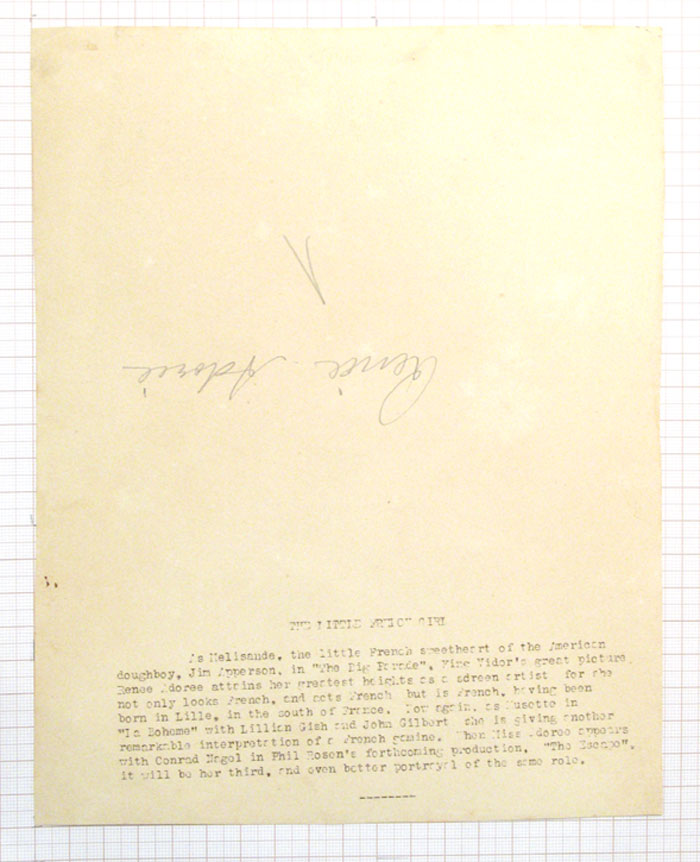 Renée Adorée
THE LITTLE FRENCH GIRL
As Melisande, the little French sweetheart of the American
doughboy, Jim Apperson, in "The Big Parade", King Vidor's great picture
Renee Adoree attains her greatest heights as a screen artist for she
not only looks French, and acts French but is French, having been
born in Lille, in the south of France. Now again, as Musette in
"La Boheme" with Lillian Gish and John Gilbert she is giving another
remarkable interpretation of a French gamine. When Miss Adoree appears
with Conrad Nagel in Phil Rosen's forthcoming production, "The Escape",
it will be her third, and even better portrayal of the same role.
--------